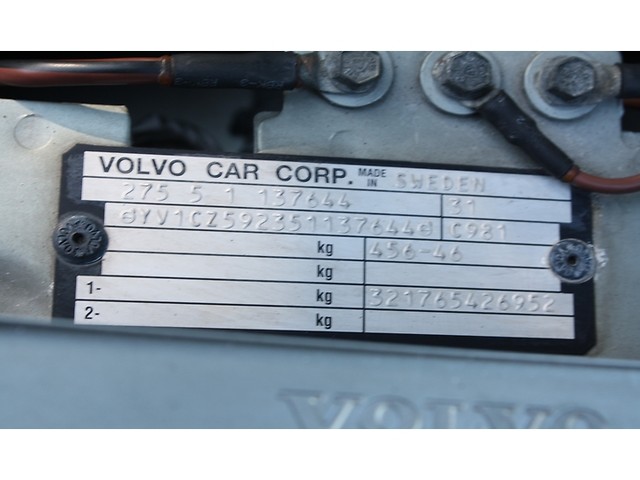 VOLVO CAR CORP. MADE IN SWEDEN
275 5 1 137644 31
YV1CZ592351137644 C981
kg 456-46
kg
1- kg 321765426952
2- kg
VOLVO